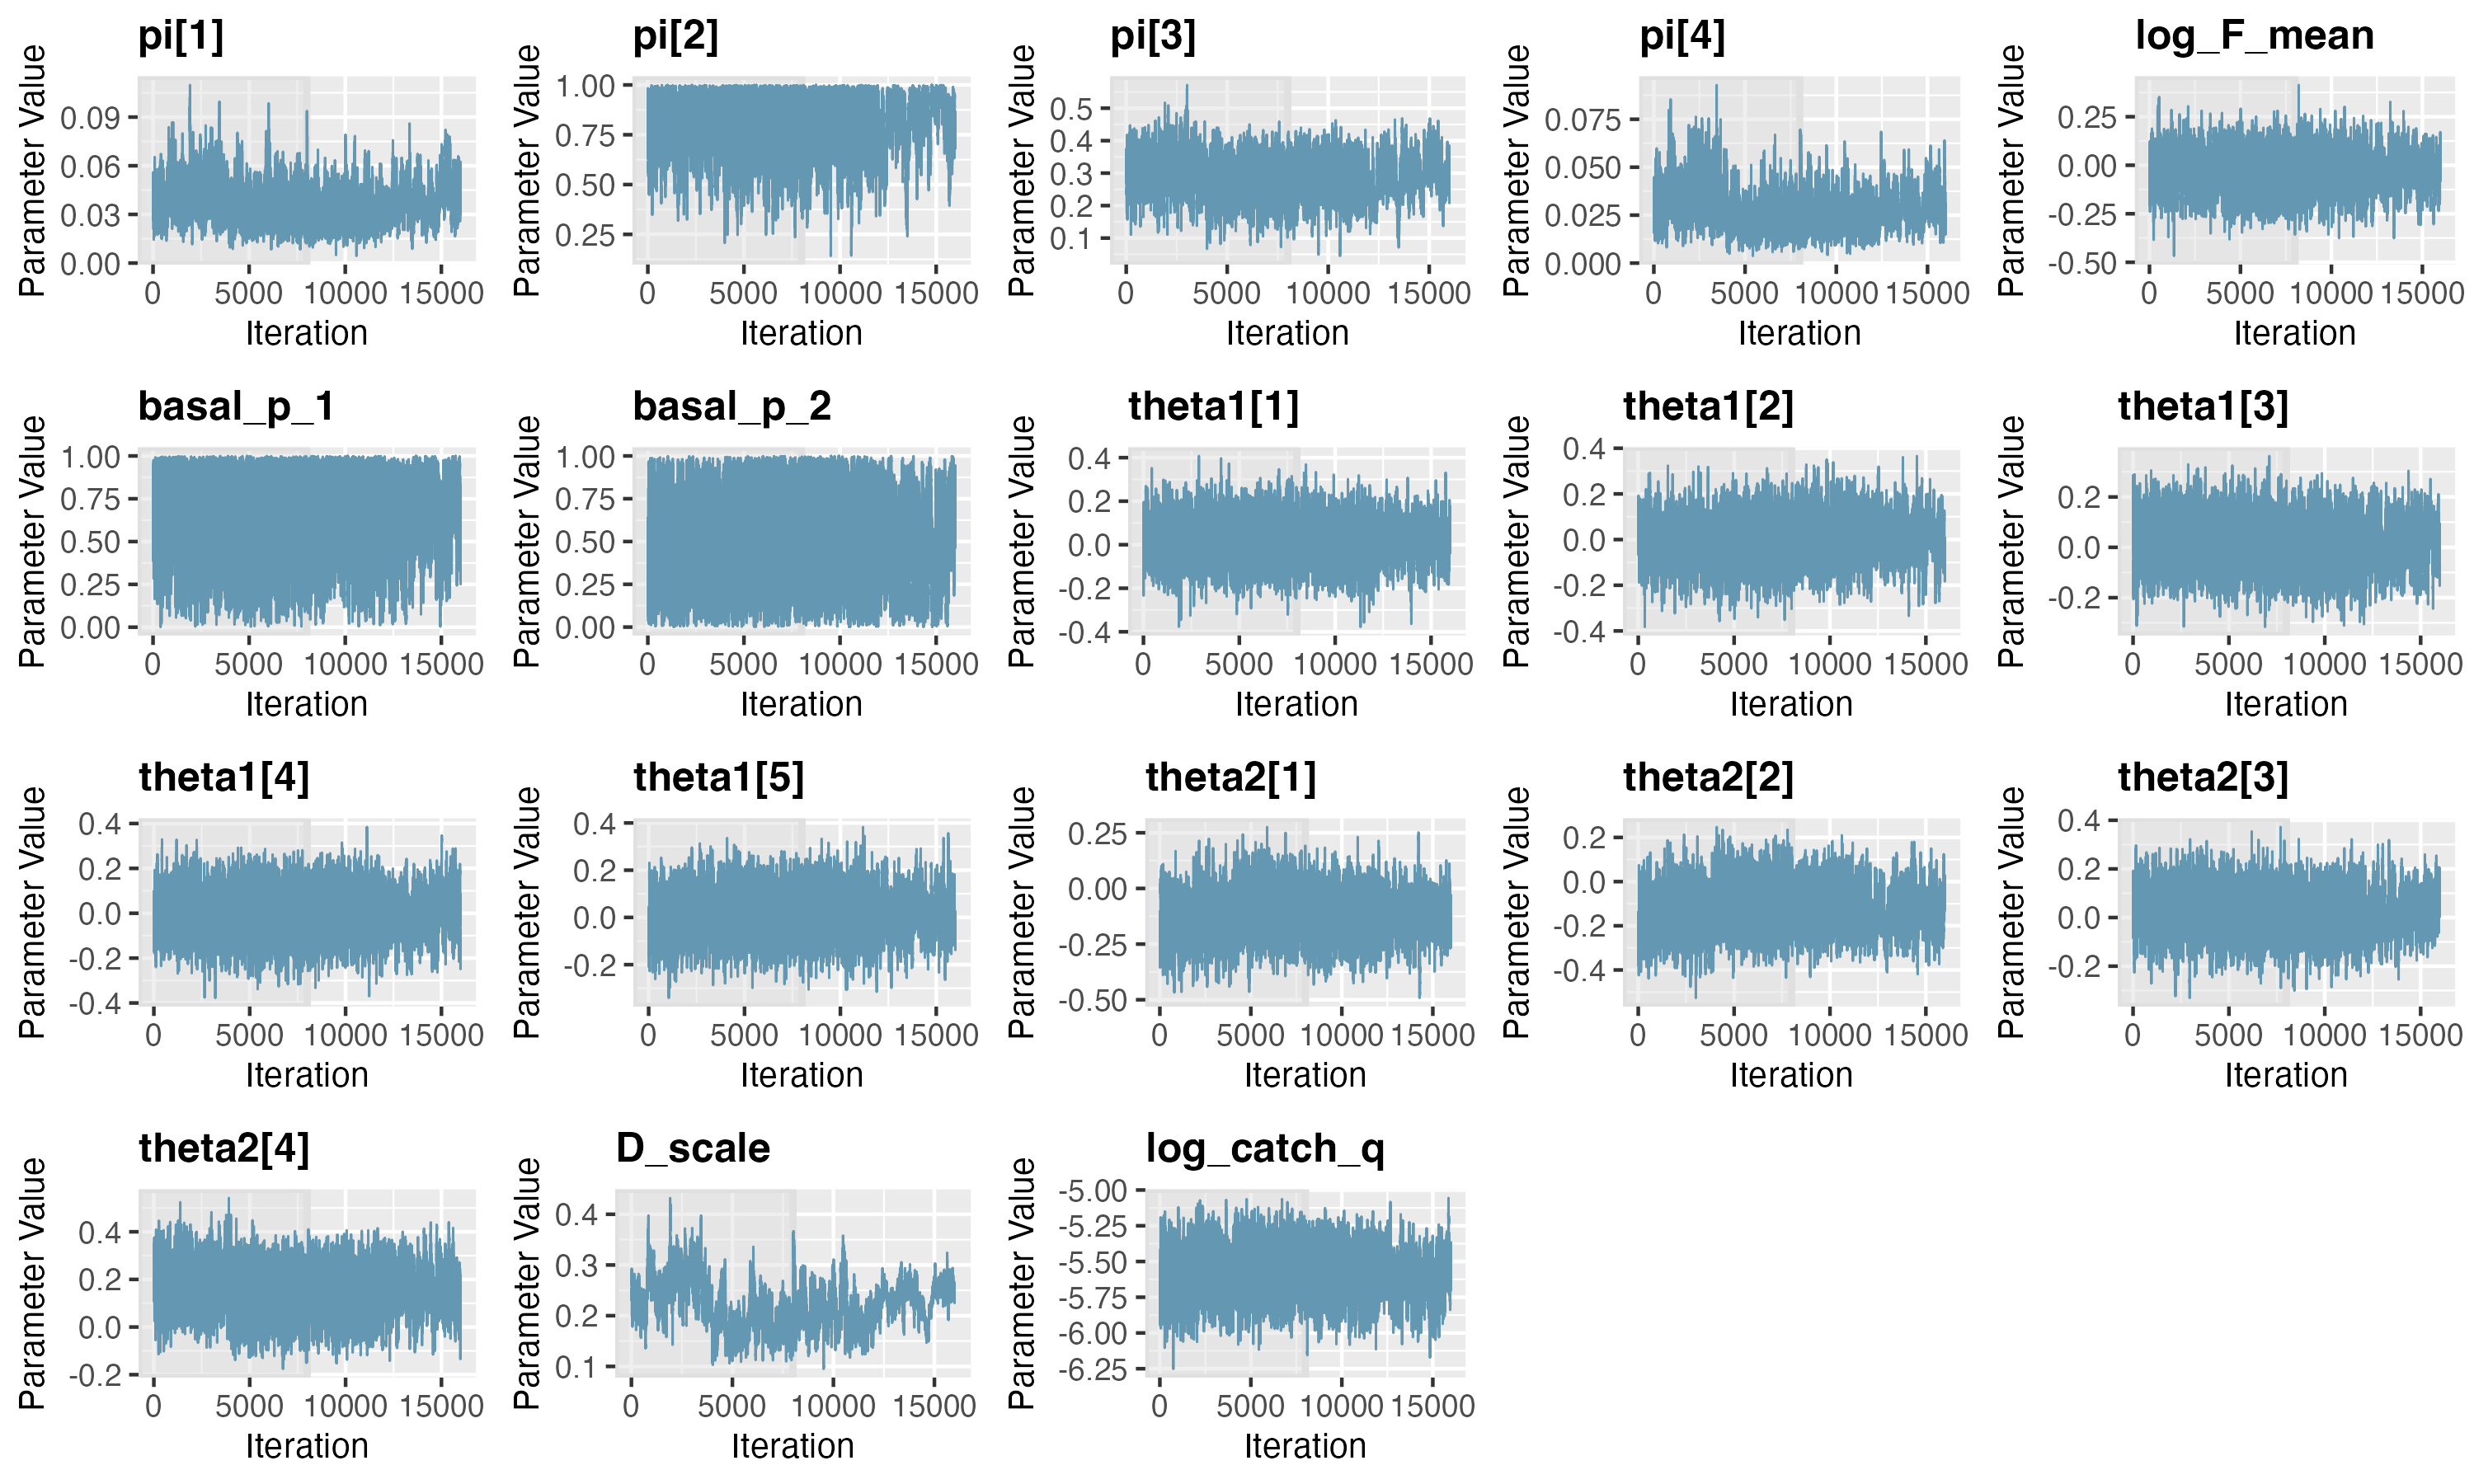 pi[1] pi[2] pi[3] pi[4] log_F_mean
Parameter Value Parameter Value Parameter Value Parameter Value Parameter Value
0.09 1.00 0.5 0.075 0.25
0.06 0.75 0.4 0.050 0.00
0.03 0.50 0.3 0.025 -0.25
0.00 0.25 0.2 0.000 -0.50
0.1
0 5000 10000 15000 0 5000 10000 15000 0 5000 10000 15000 0 5000 10000 15000 0 5000 10000 15000
Iteration Iteration Iteration Iteration Iteration
basal_p_1 basal_p_2 theta1[1] theta1[2] theta1[3]
Parameter Value Parameter Value Parameter Value Parameter Value Parameter Value
1.00 1.00 0.4 0.4 0.2
0.75 0.75 0.2 0.2 0.0
0.50 0.50 0.0 0.0 -0.2
0.25 0.25 -0.2 -0.2
0.00 0.00 -0.4 -0.4
0 5000 10000 15000 0 5000 10000 15000 0 5000 10000 15000 0 5000 10000 15000 0 5000 10000 15000
Iteration Iteration Iteration Iteration Iteration
theta1[4] theta1[5] theta2[1] theta2[2] theta2[3]
Parameter Value Parameter Value Parameter Value Parameter Value Parameter Value
0.4 0.4 0.25 0.2 0.4
0.2 0.2 0.00 0.0 0.2
0.0 0.0 -0.25 -0.2 0.0
-0.2 -0.2 -0.50 -0.4 -0.2
-0.4
0 5000 10000 15000 0 5000 10000 15000 0 5000 10000 15000 0 5000 10000 15000 0 5000 10000 15000
Iteration Iteration Iteration Iteration Iteration
theta2[4] D_scale log_catch_q
Parameter Value Parameter Value Parameter Value
0.4 0.4 -5.00
0.2 0.3 -5.25
0.0 0.2 -5.50
-0.2 0.1 -5.75
-6.00
-6.25
0 5000 10000 15000 0 5000 10000 15000 0 5000 10000 15000
Iteration Iteration Iteration